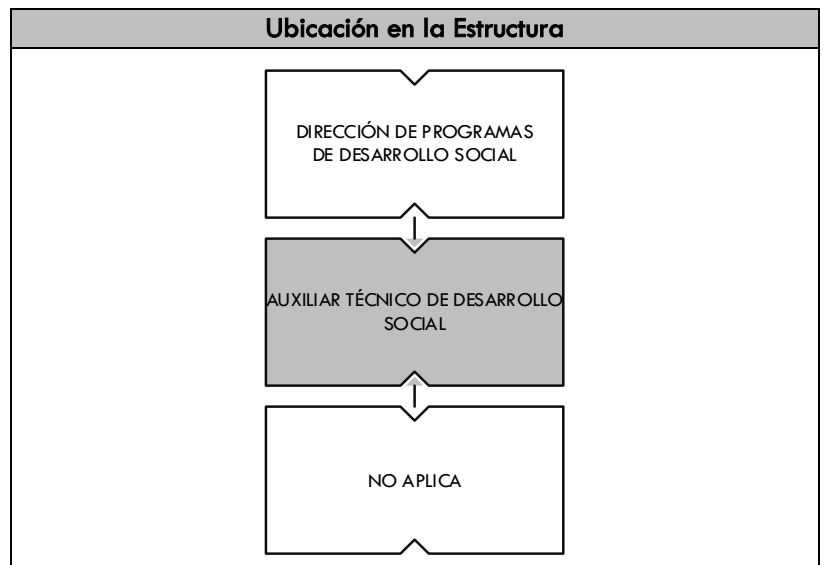 Ubicación en la Estructura
DIRECCIÓN DE PROGRAMAS
DE DESARROLLO SOCIAL
AUXILIAR TÉCNICO DE DESARROLLO
SOCIAL
NO APLICA